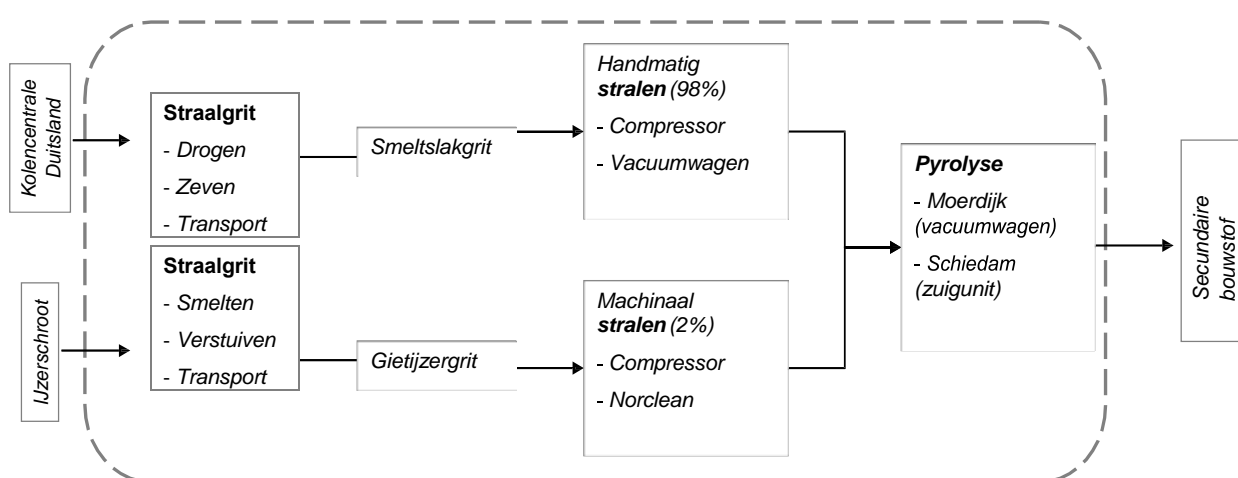 Kolencentrale
Duitsland
Straalgrit
- Drogen
- Zeven
- Transport
Smeltslakgrit
Handmatig
stralen (98%)
- Compressor
- Vacuumwagen
IJzerschroot
Straalgrit
- Smelten
- Verstuiven
- Transport
Gietijzergrit
Machinaal
stralen (2%)
- Compressor
- Norclean
Pyrolyse
- Moerdijk
(vacuumwagen)
- Schiedam
(zuigunit)
Secundaire
bouwstof